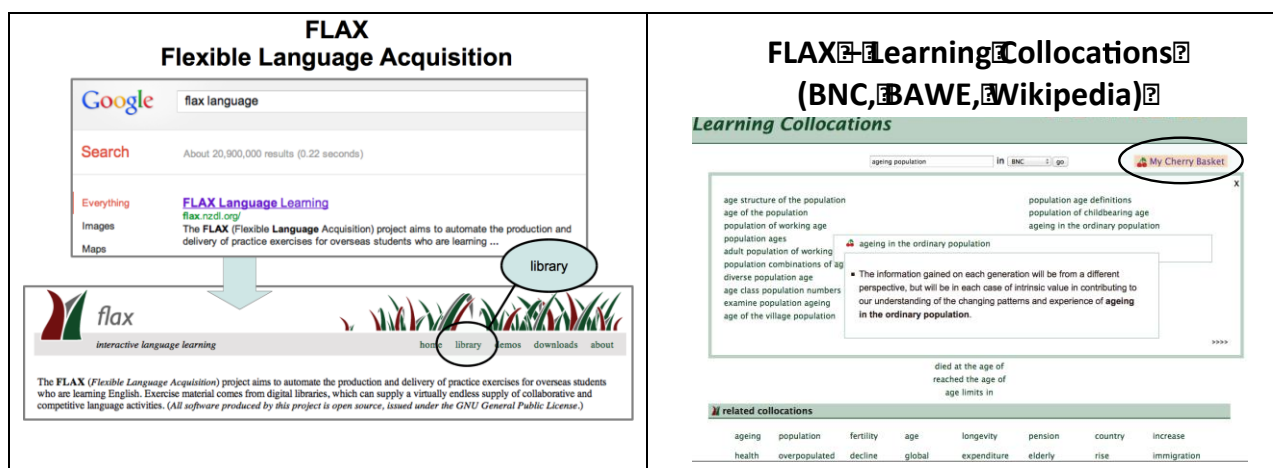 FLAX
Flexible Language Acquisition
Google
flax language
Search
About 20,900,000 results (0.22 seconds)
Everything
Images
Maps
FLAX Language Learning
flax.nzdl.org/
The FLAX (Flexible Language Acquisition) project aims to automate the production and
delivery of practice exercises for overseas students who are learning ...
library
flax
interactive language learning
home library demos downloads about
The FLAX (Flexible Language Acquisition) project aims to automate the production and delivery of practice exercises for overseas students
who are learning English. Exercise material comes from digital libraries, which can supply a virtually endless supply of collaborative and
competitive language activities. (All software produced by this project is open source, issued under the GNU General Public License.)
FLAX – Learning Collocations
(BNC, BAWE, Wikipedia)
Learning Collocations
ageing population in BNC go
My Cherry Basket
X
age structure of the population
age of the population
population of working age
population ages
adult population of working
population combinations of ag
diverse population age
age class population numbers
examine population ageing
age of the village population
population age definitions
population of childbearing age
ageing in the ordinary population
ageing in the ordinary population
The information gained on each generation will be from a different
perspective, but will be in each case of intrinsic value in contributing to
our understanding of the changing patterns and experience of ageing
in the ordinary population.
>>>>
died at the age of
reached the age of
age limits in
related collocations
ageing population fertility age longevity pension country increase
health overpopulated decline global expenditure elderly rise immigration